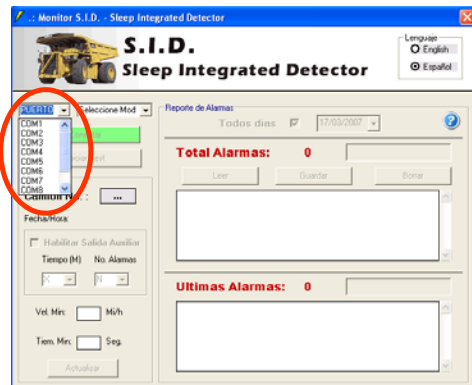 .: Monitor S.I.D. - Sleep Integrated Detector
S.I.D.
Sleep Integrated Detector
Lenguaje
English
Español
PUERTO
Seleccione Mod
COM1
COM2
COM3
COM4
COM5
COM6
COM7
COM8
Camion No. :
...
Fecha/Hora:
Habilitar Salida Auxiliar
Tiempo (M)
No. Alarmas
X
N
Vel. Min:
Mi/h
Tiem. Min:
Seg.
Actualizar
Reporte de Alarmas
Todos dias
17/03/2007
?
Total Alarmas: 0
Leer
Guardar
Borrar
Ultimas Alarmas: 0